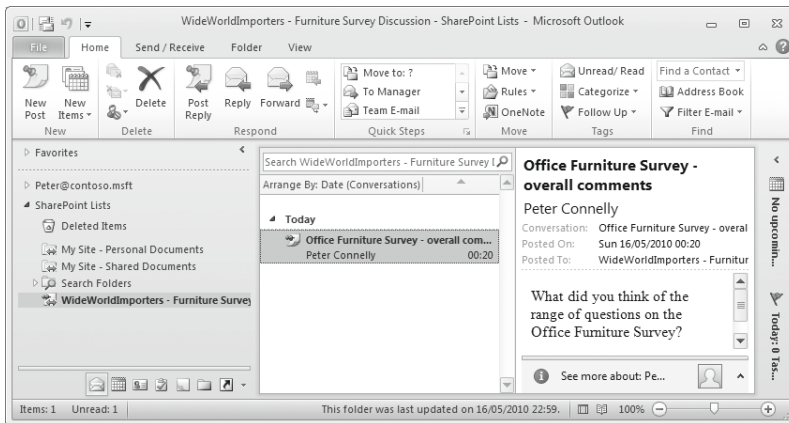 WideWorldImporters - Furniture Survey Discussion - SharePoint Lists - Microsoft Outlook
File Home Send / Receive Folder View
New Post
New Items
Delete
Post Reply
Reply
Forward
Move to: ?
To Manager
Team E-mail
Move
Rules
OneNote
Unread/ Read
Categorize
Follow Up
Find a Contact
Address Book
Filter E-mail
New Delete Respond Quick Steps Move Tags Find
Favorites
Peter@contoso.msft
SharePoint Lists
Deleted Items
My Site - Personal Documents
My Site - Shared Documents
Search Folders
WideWorldImporters - Furniture Survey
Search WideWorldImporters - Furniture Survey
Arrange By: Date (Conversations)
Today
Office Furniture Survey - overall com...
Peter Connelly 00:20
Office Furniture Survey -
overall comments
Peter Connelly
Conversation: Office Furniture Survey - overal
Posted On: Sun 16/05/2010 00:20
Posted To: WideWorldImporters - Furnitur
What did you think of the
range of questions on the
Office Furniture Survey?
See more about: Pe...
No upcomin...
Today: 0 Tas...
Items: 1 Unread: 1
This folder was last updated on 16/05/2010 22:59. 100%